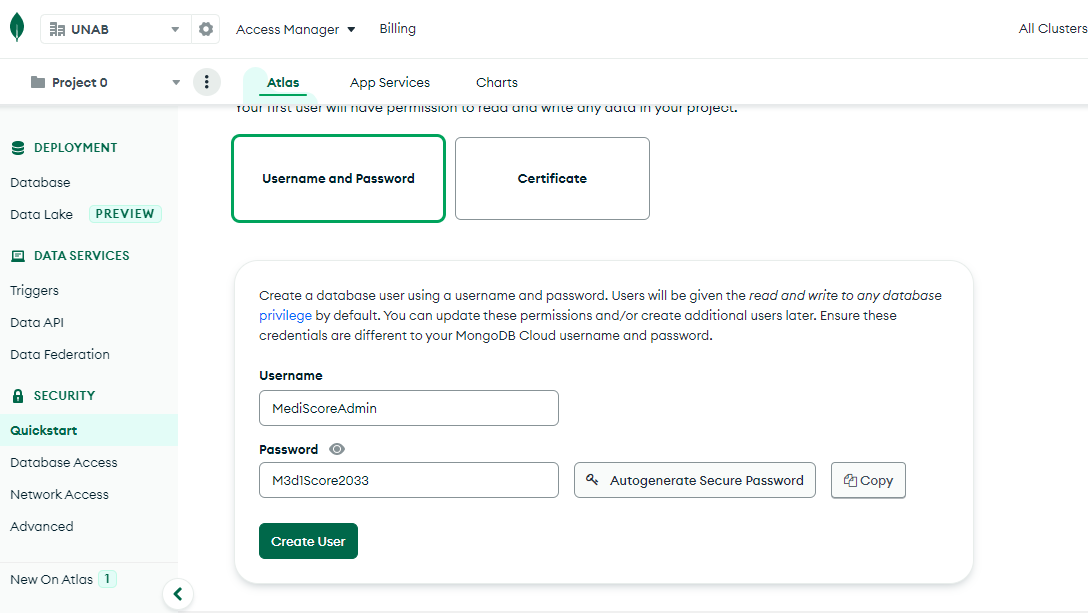 UNAB
Access Manager
Billing
All Clusters
Project 0
Atlas
App Services
Charts
Your first user will have permission to read and write any data in your project.
DEPLOYMENT
Database
Data Lake PREVIEW
DATA SERVICES
Triggers
Data API
Data Federation
SECURITY
Quickstart
Database Access
Network Access
Advanced
New On Atlas 1
Username and Password
Certificate
Create a database user using a username and password. Users will be given the read and write to any database
privilege by default. You can update these permissions and/or create additional users later. Ensure these
credentials are different to your MongoDB Cloud username and password.
Username
MediScoreAdmin
Password
M3d1Score2033
Autogenerate Secure Password
Copy
Create User